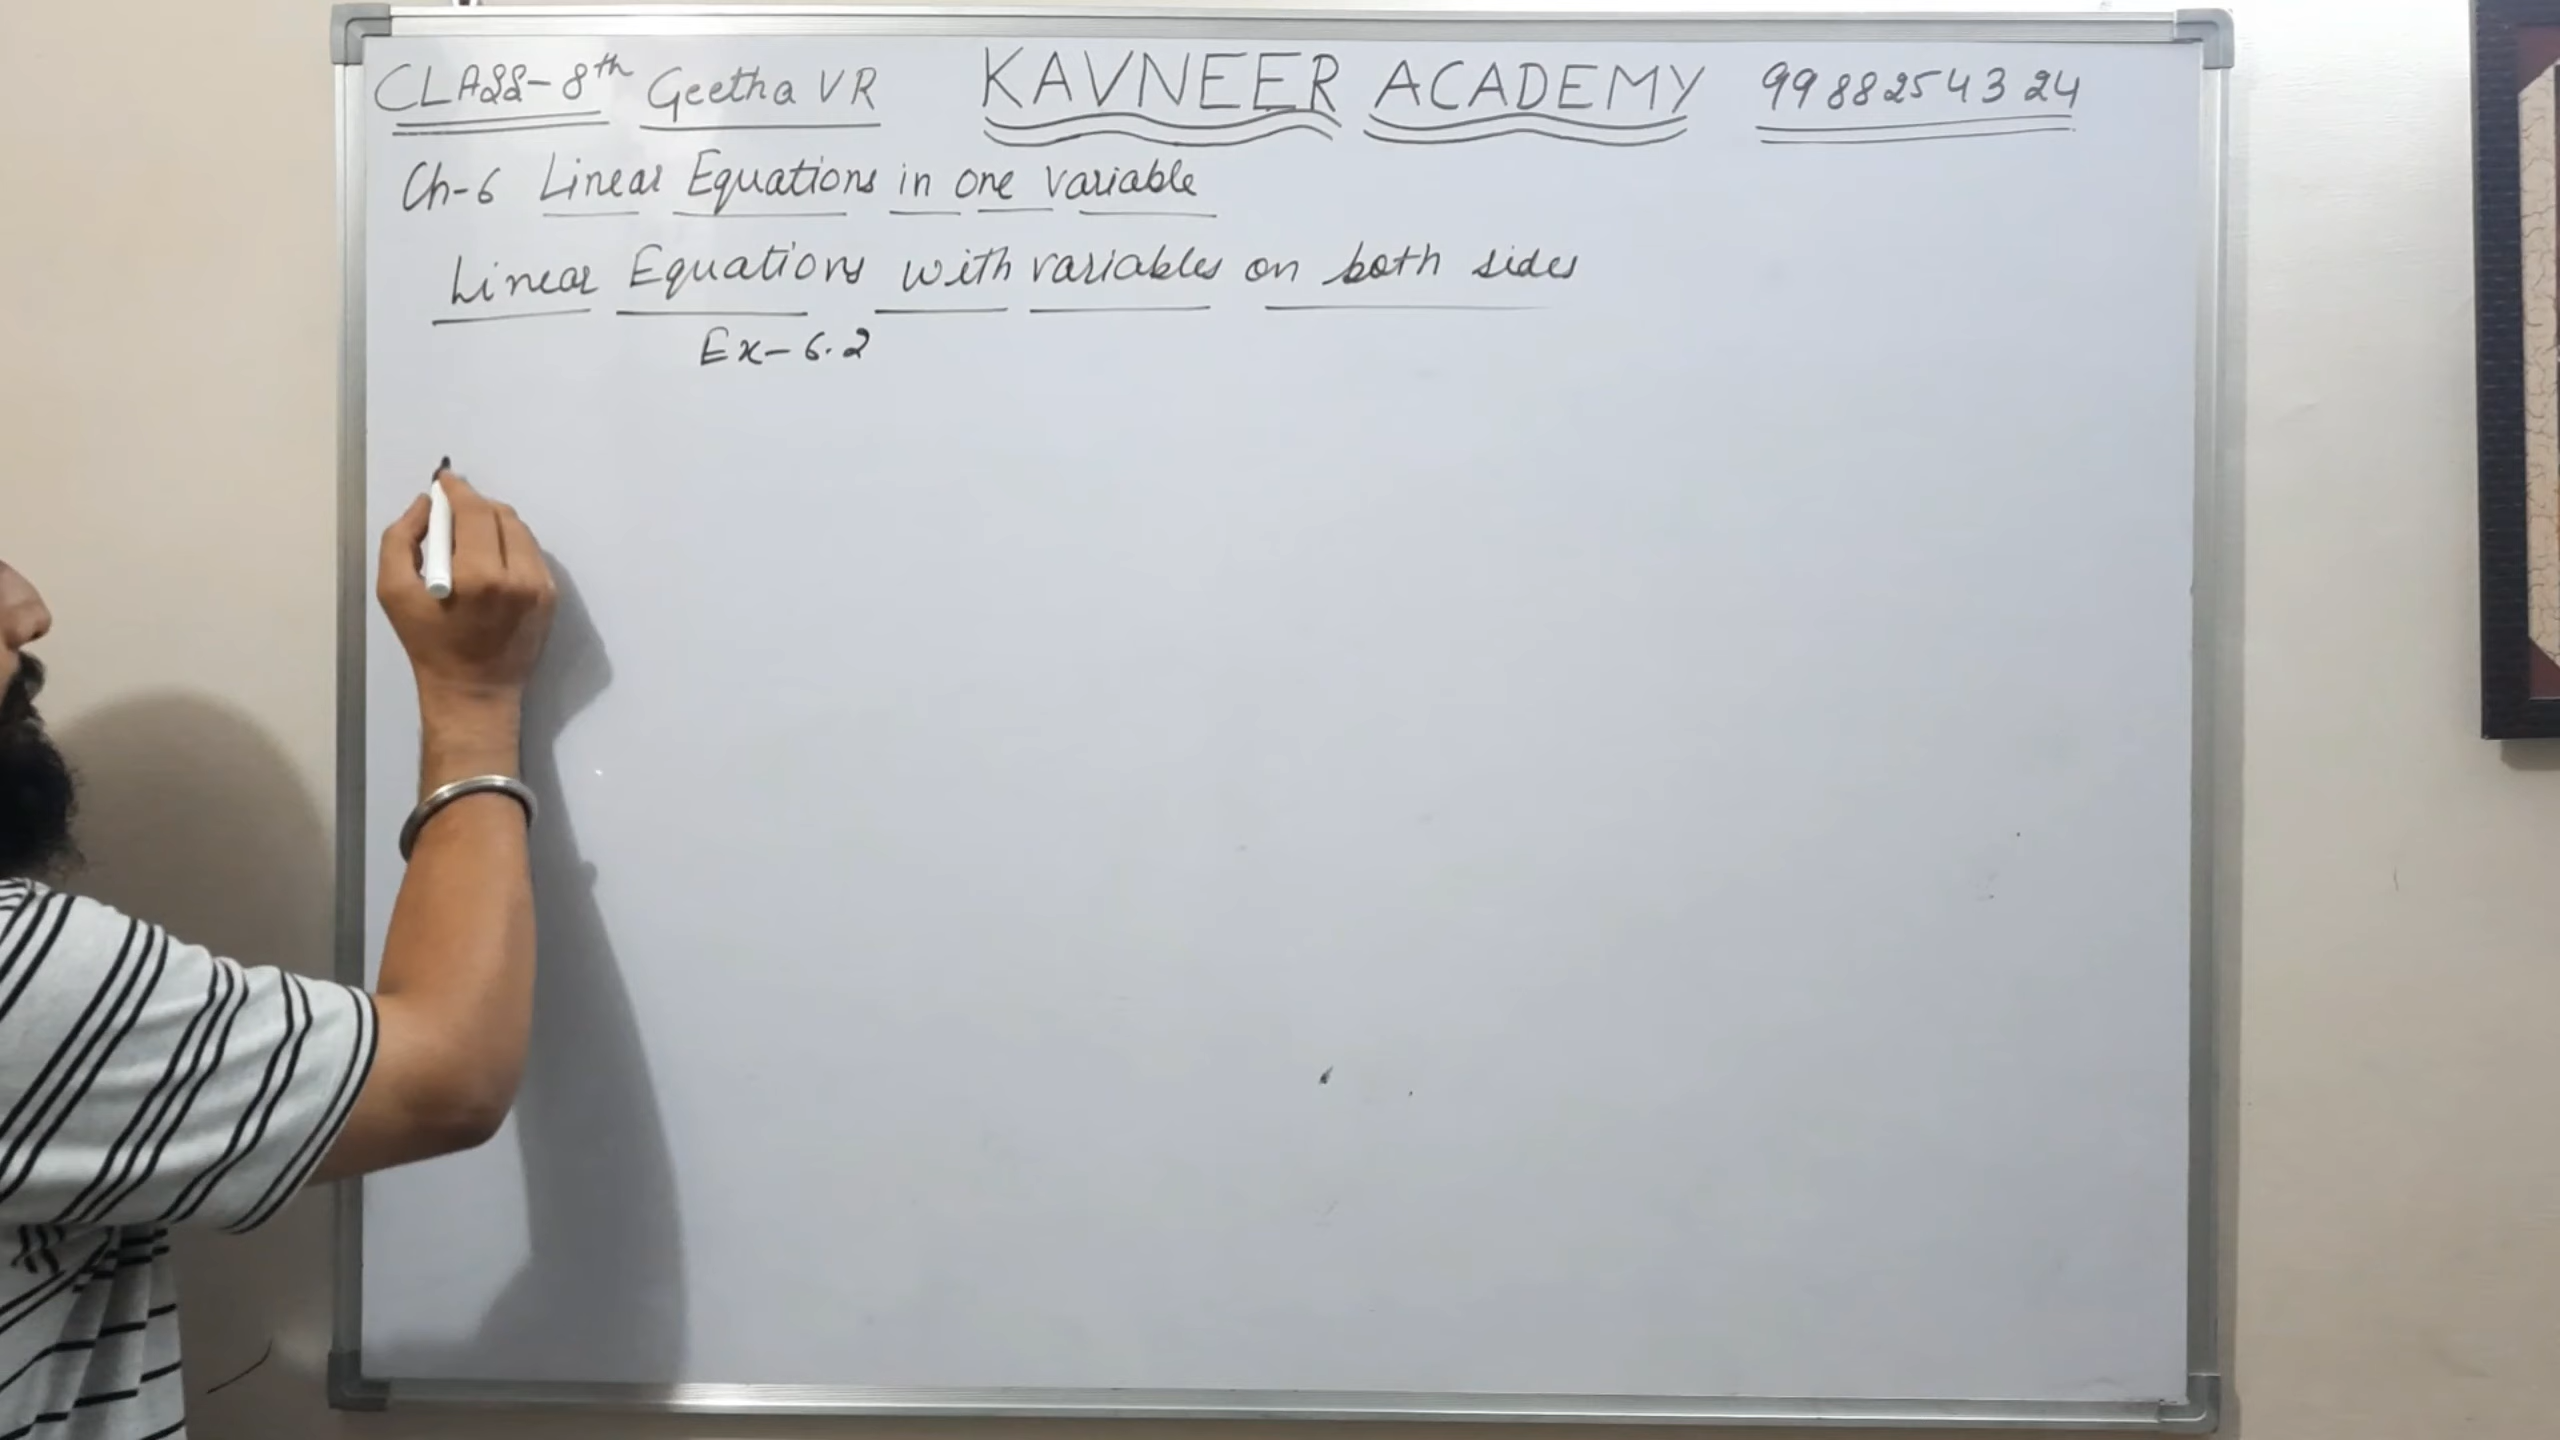 CLASS-8th Geetha VR KAVNEER ACADEMY 9988254324
Ch-6 Linear Equations in one variable
Linear Equations with variables on both sides
Ex-6.2